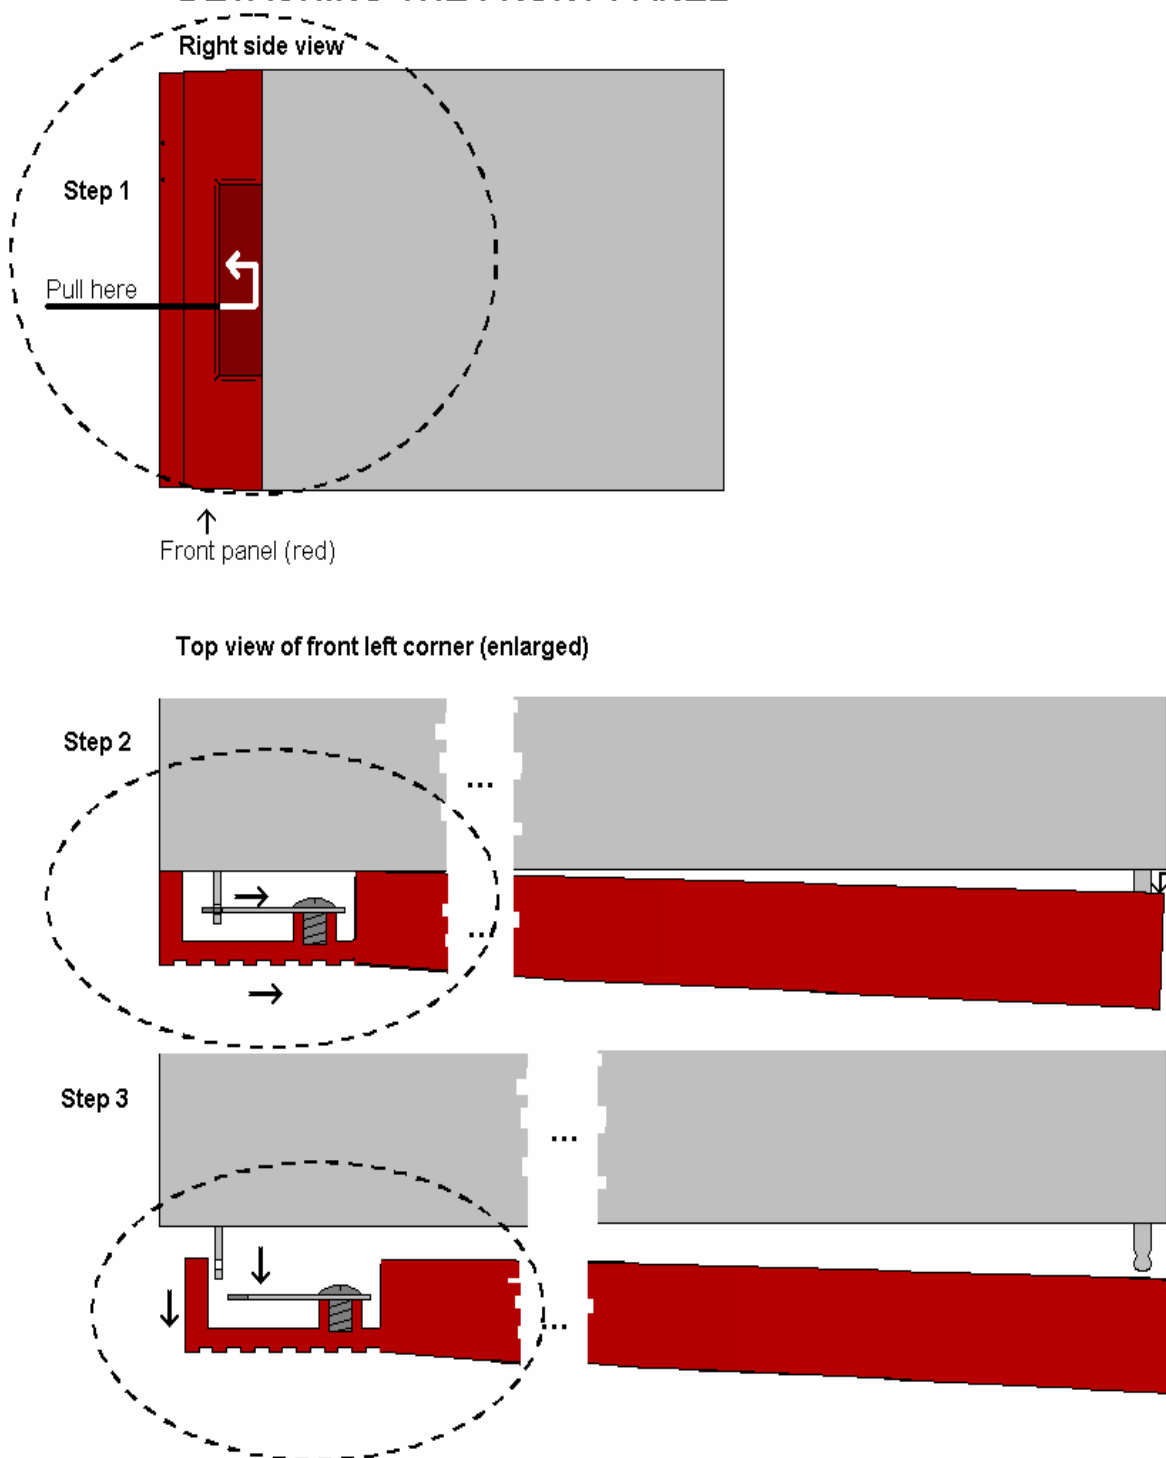 Right side view
Step 1
Pull here
Front panel (red)
Top view of front left corner (enlarged)
Step 2
...
...
Step 3
...
...